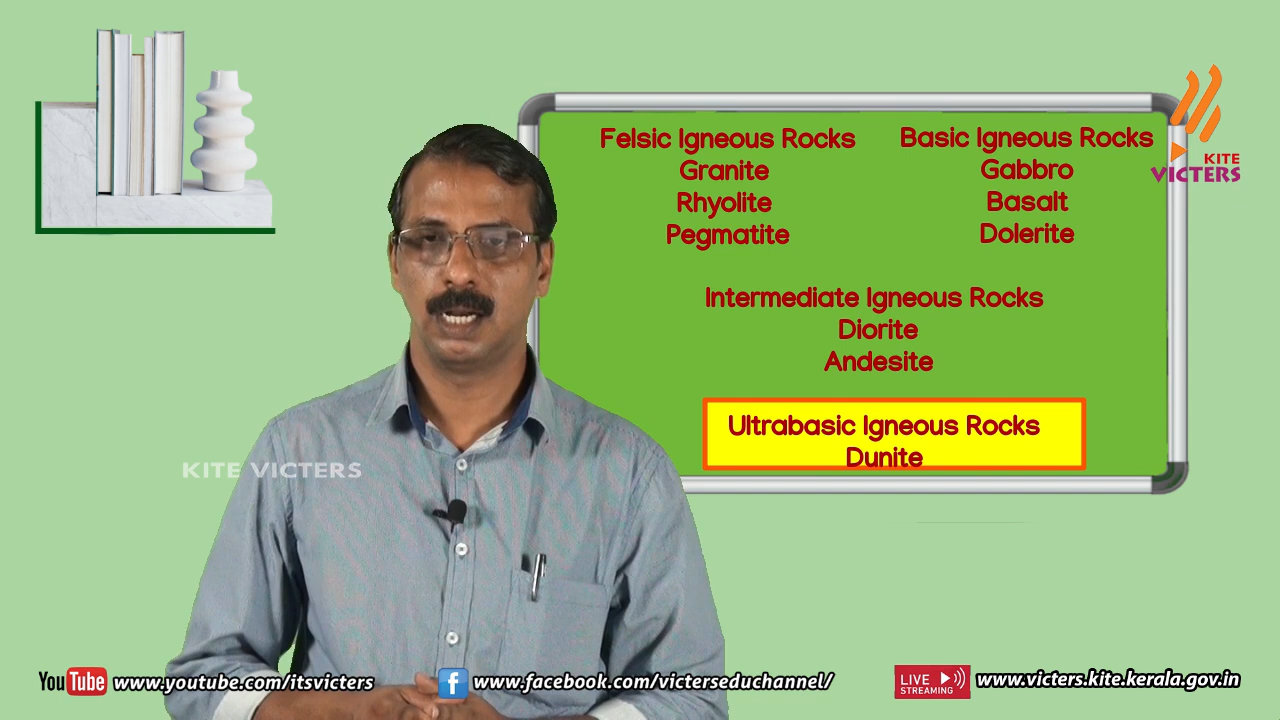 Felsic Igneous Rocks
Granite
Rhyolite
Pegmatite
Basic Igneous Rocks
Gabbro
Basalt
Dolerite
Intermediate Igneous Rocks
Diorite
Andesite
Ultrabasic Igneous Rocks
Dunite
KITE
VICTERS
KITE VICTERS
YouTube www.youtube.com/itsvicters
f www.facebook.com/victerseduchannel/
LIVE
STREAMING
www.victers.kite.kerala.gov.in